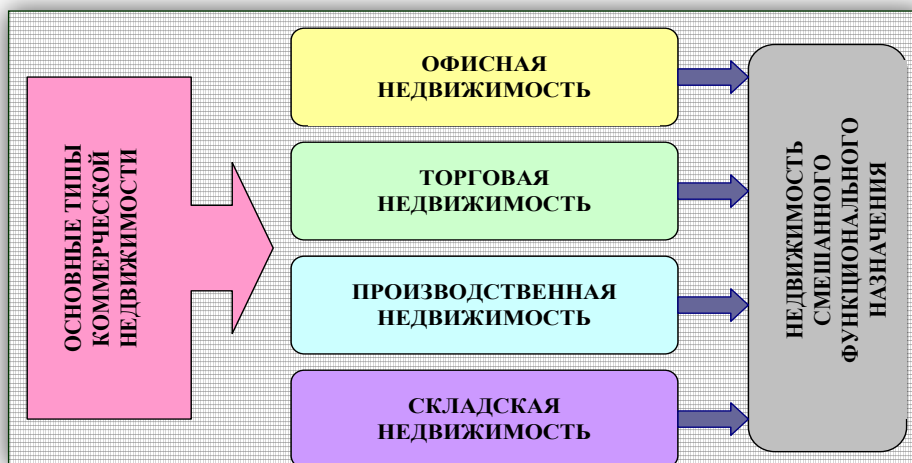 ОСНОВНЫЕ ТИПЫ
КОММЕРЧЕСКОЙ
НЕДВИЖИМОСТИ
ОФИСНАЯ
НЕДВИЖИМОСТЬ
ТОРГОВАЯ
НЕДВИЖИМОСТЬ
ПРОИЗВОДСТВЕННАЯ
НЕДВИЖИМОСТЬ
СКЛАДСКАЯ
НЕДВИЖИМОСТЬ
НЕДВИЖИМОСТЬ
СМЕШАННОГО
ФУНКЦИОНАЛЬНОГО
НАЗНАЧЕНИЯ